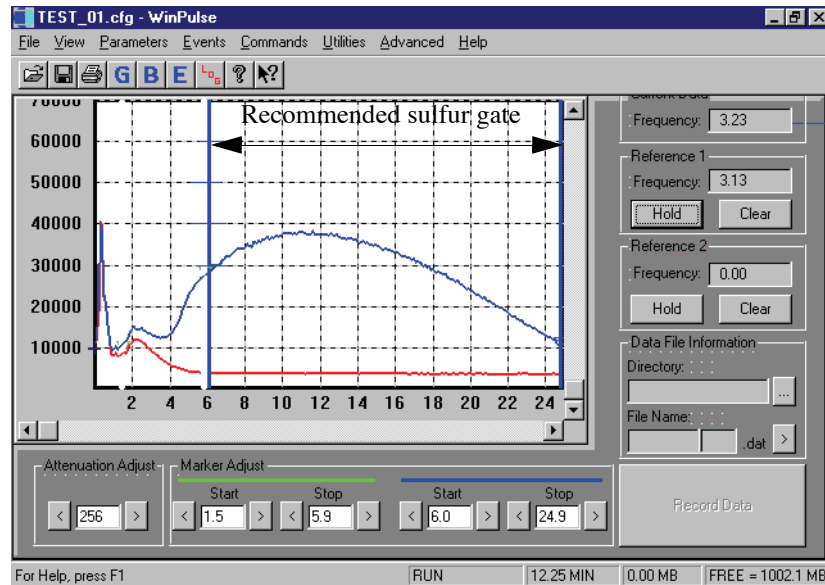 TEST_01.cfg - WinPulse
File View Parameters Events Commands Utilities Advanced Help
G B E LOG ? ?
70000
60000
50000
40000
30000
20000
10000
Recommended sulfur gate
2 4 6 8 10 12 14 16 18 20 22 24
Current Data
Frequency: 3.23
Reference 1
Frequency: 3.13
Hold Clear
Reference 2
Frequency: 0.00
Hold Clear
Data File Information
Directory:
...
File Name:
.dat >
Record Data
Attenuation Adjust
< 256 >
Marker Adjust
Start Stop Start Stop
< 1.5 > < 5.9 > < 6.0 > < 24.9 >
For Help, press F1 RUN 12.25 MIN 0.00 MB FREE = 1002.1 MB